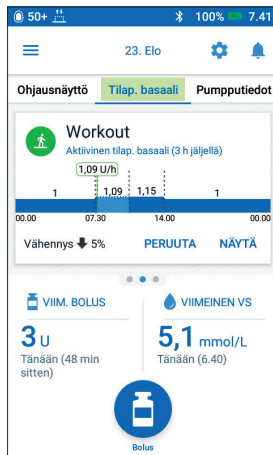 50+ 100% 7.41
23. Elo
Ohjausnäyttö Tilap. basaali Pumpputiedot
Workout
Aktiivinen tilap. basaali (3 h jäljellä)
1,09 U/h
1 1,09 1,15 1
00.00 07.30 14.00 00.00
Vähennys 5% PERUUTA NÄYTÄ
VIIM. BOLUS VIIMEINEN VS
3 U 5,1 mmol/L
Tänään (48 min Tänään (6.40)
sitten)
Bolus